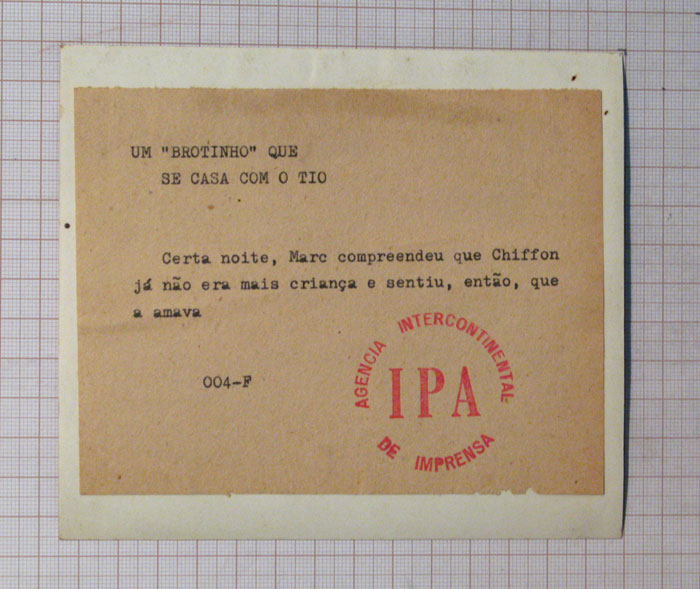 UM "BROTINHO" QUE
SE CASA COM O TIO
Certa noite, Marc compreendeu que Chiffon
já não era mais criança e sentiu, então, que
a amava
004-F
AGENCIA INTERCONTINENTAL
IPA
DE IMPRENSA